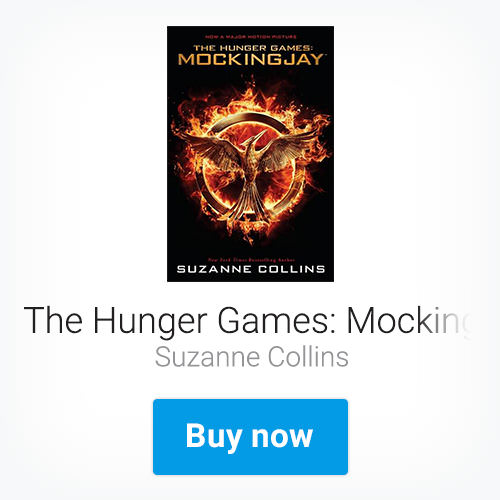 NOW A MAJOR MOTION PICTURE
THE HUNGER GAMES:
MOCKINGJAY
New York Times Bestselling Author
SUZANNE COLLINS
The Hunger Games: Mocking
Suzanne Collins
Buy now